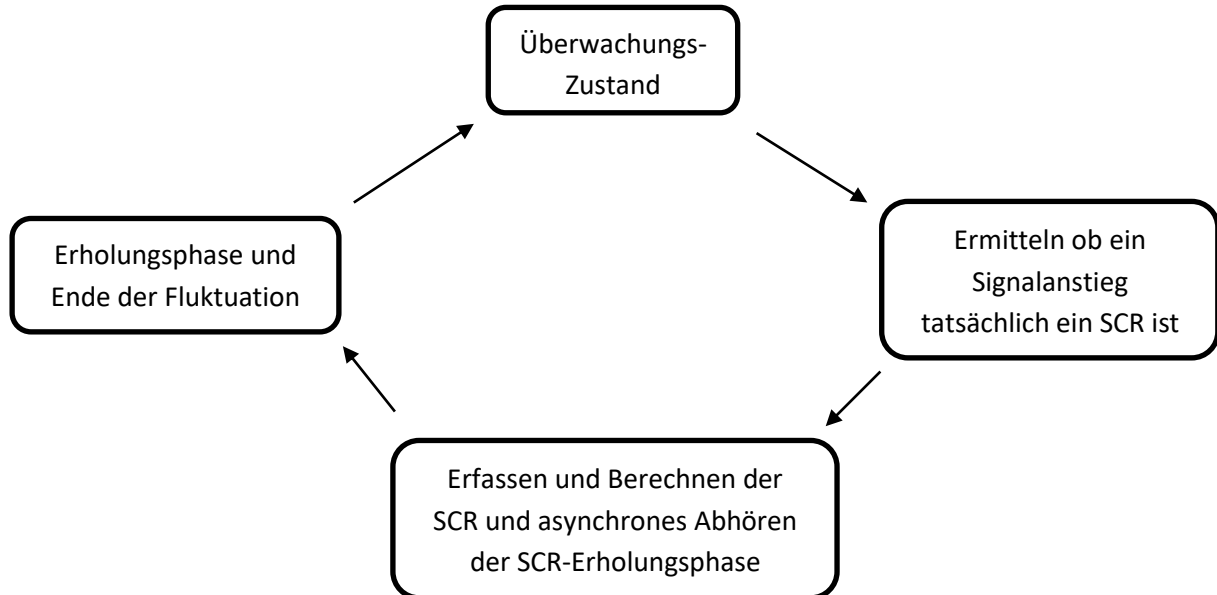 Überwachungs-
Zustand
Erholungsphase und
Ende der Fluktuation
Ermitteln ob ein
Signalanstieg
tatsächlich ein SCR ist
Erfassen und Berechnen der
SCR und asynchrones Abhören
der SCR-Erholungsphase